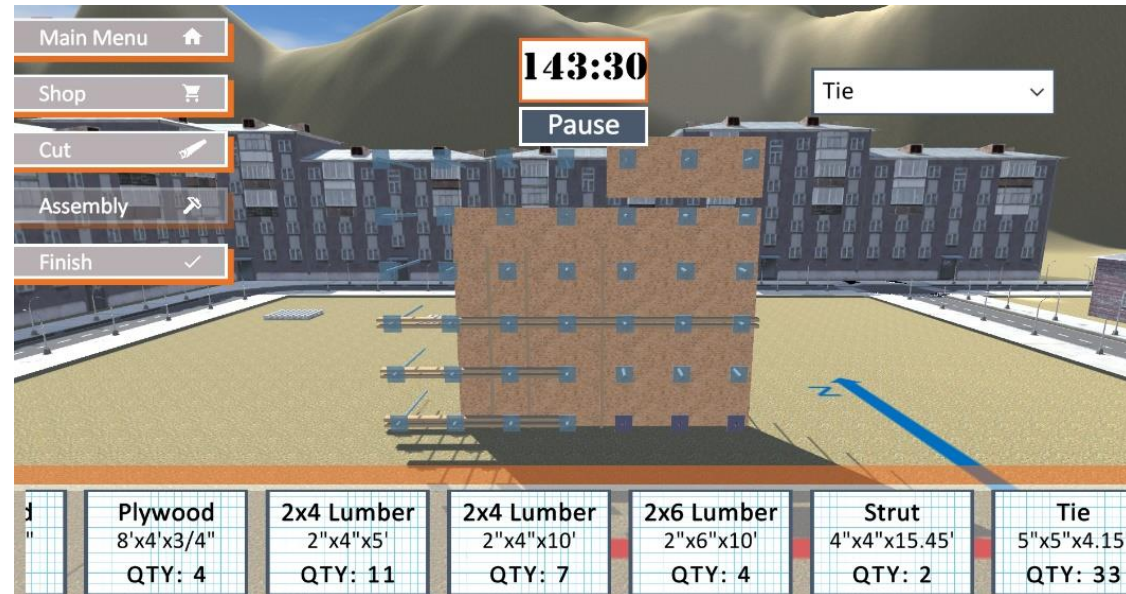 Main Menu
Shop
Cut
Assembly
Finish
143:30
Pause
Tie
N
Plywood
8'x4'x3/4"
QTY: 4
2x4 Lumber
2"x4"x5'
QTY: 11
2x4 Lumber
2"x4"x10'
QTY: 7
2x6 Lumber
2"x6"x10'
QTY: 4
Strut
4"x4"x15.45'
QTY: 2
Tie
5"x5"x4.15
QTY: 33